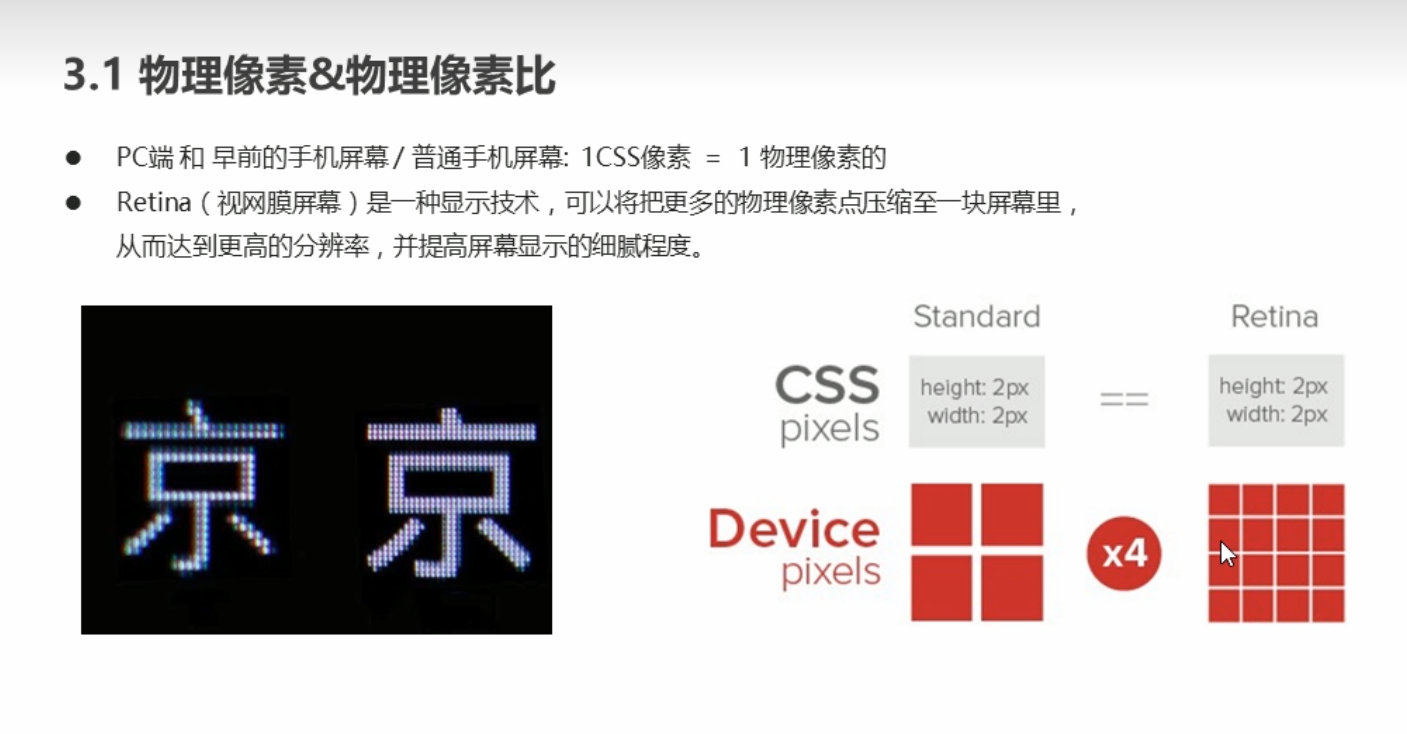 3.1 物理像素&物理像素比
● PC端 和 早前的手机屏幕 / 普通手机屏幕: 1CSS像素 = 1 物理像素的
● Retina（视网膜屏幕）是一种显示技术，可以将把更多的物理像素点压缩至一块屏幕里，
从而达到更高的分辨率，并提高屏幕显示的细腻程度。
京 京
Standard Retina
CSS
pixels
height: 2px
width: 2px
==
height: 2px
width: 2px
Device
pixels
x4